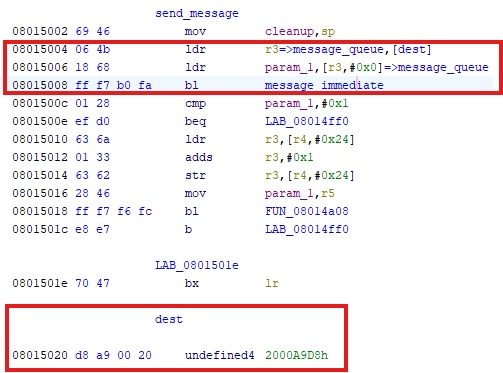 send_message
08015002 69 46 mov cleanup,sp
08015004 06 4b ldr r3=>message_queue,[dest]
08015006 18 68 ldr param_1,[r3,#0x0]=>message_queue
08015008 ff f7 b0 fa bl message_immediate
0801500c 01 28 cmp param_1,#0x1
0801500e ef d0 beq LAB_08014ff0
08015010 63 6a ldr r3,[r4,#0x24]
08015012 01 33 adds r3,#0x1
08015014 63 62 str r3,[r4,#0x24]
08015016 28 46 mov param_1,r5
08015018 ff f7 f6 fc bl FUN_08014a08
0801501c e8 e7 b LAB_08014ff0
LAB_0801501e
0801501e 70 47 bx lr
dest
08015020 d8 a9 00 20 undefined4 2000A9D8h